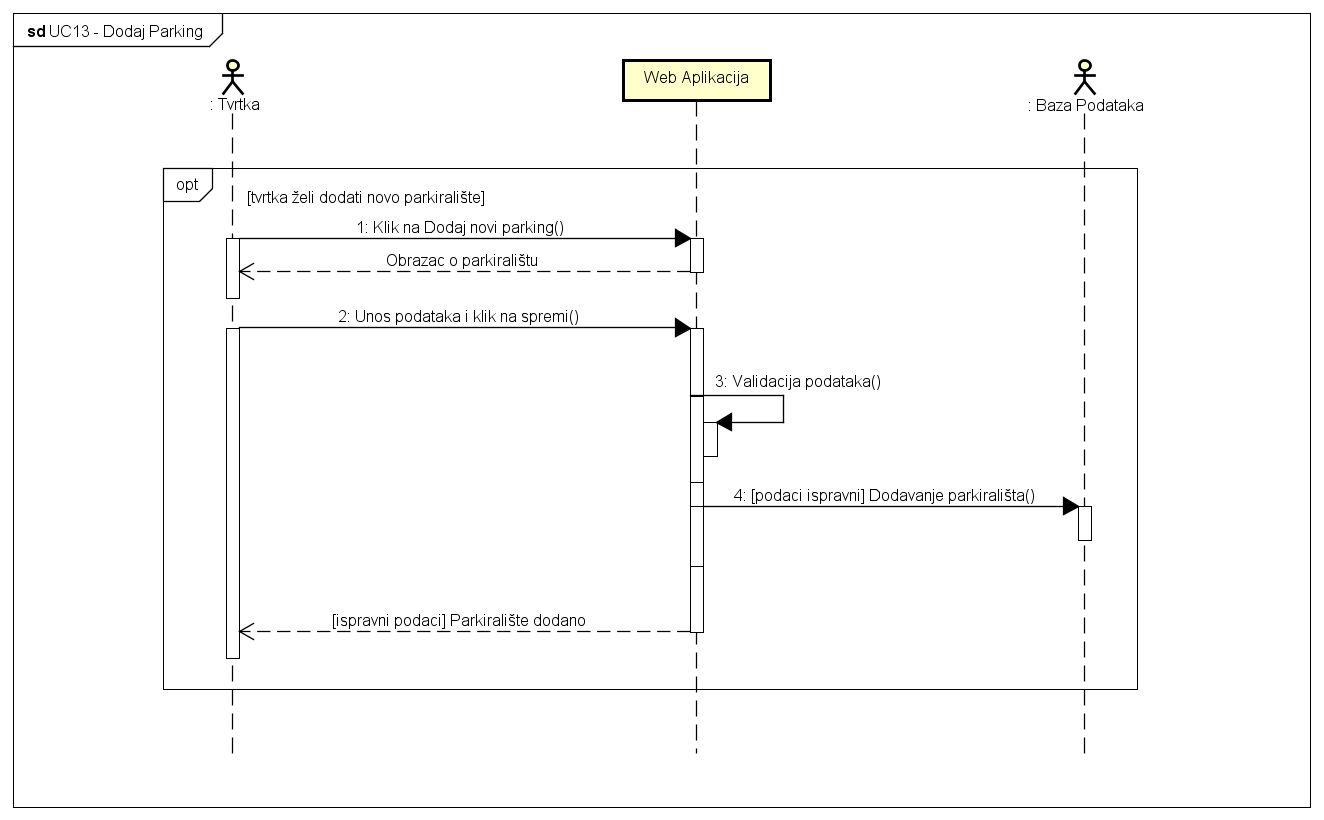 sd UC13 - Dodaj Parking
: Tvrtka
Web Aplikacija
: Baza Podataka
opt
[tvrtka želi dodati novo parkiralište]
1: Klik na Dodaj novi parking()
Obrazac o parkiralištu
2: Unos podataka i klik na spremi()
3: Validacija podataka()
4: [podaci ispravni] Dodavanje parkirališta()
[ispravni podaci] Parkiralište dodano